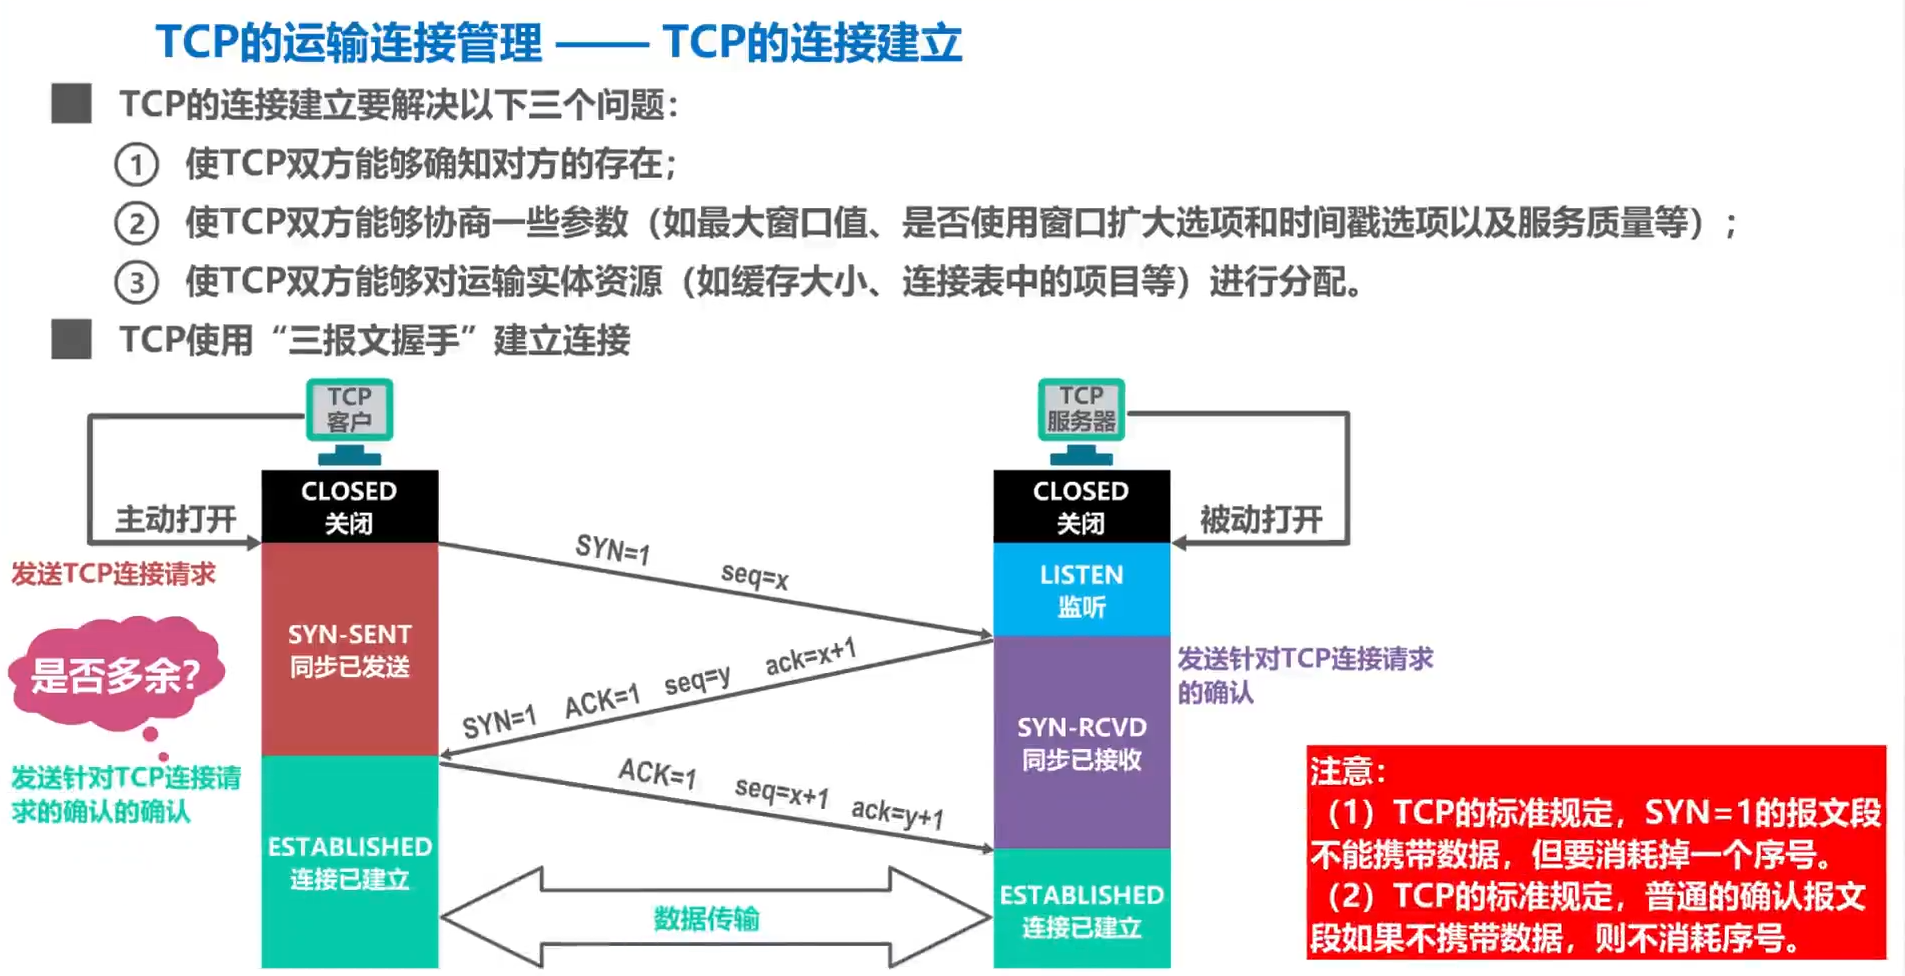 TCP的运输连接管理 —— TCP的连接建立
TCP的连接建立要解决以下三个问题：
① 使TCP双方能够确知对方的存在；
② 使TCP双方能够协商一些参数（如最大窗口值、是否使用窗口扩大选项和时间戳选项以及服务质量等）；
③ 使TCP双方能够对运输实体资源（如缓存大小、连接表中的项目等）进行分配。
TCP使用“三报文握手”建立连接
TCP
客户
TCP
服务器
主动打开
CLOSED
关闭
CLOSED
关闭
被动打开
发送TCP连接请求
SYN=1 seq=x
LISTEN
监听
是否多余?
SYN-SENT
同步已发送
SYN=1 ACK=1 seq=y ack=x+1
发送针对TCP连接请求
的确认
SYN-RCVD
同步已接收
发送针对TCP连接请
求的确认的确认
ACK=1 seq=x+1 ack=y+1
ESTABLISHED
连接已建立
数据传输
ESTABLISHED
连接已建立
注意：
（1）TCP的标准规定，SYN=1的报文段
不能携带数据，但要消耗掉一个序号。
（2）TCP的标准规定，普通的确认报文
段如果不携带数据，则不消耗序号。